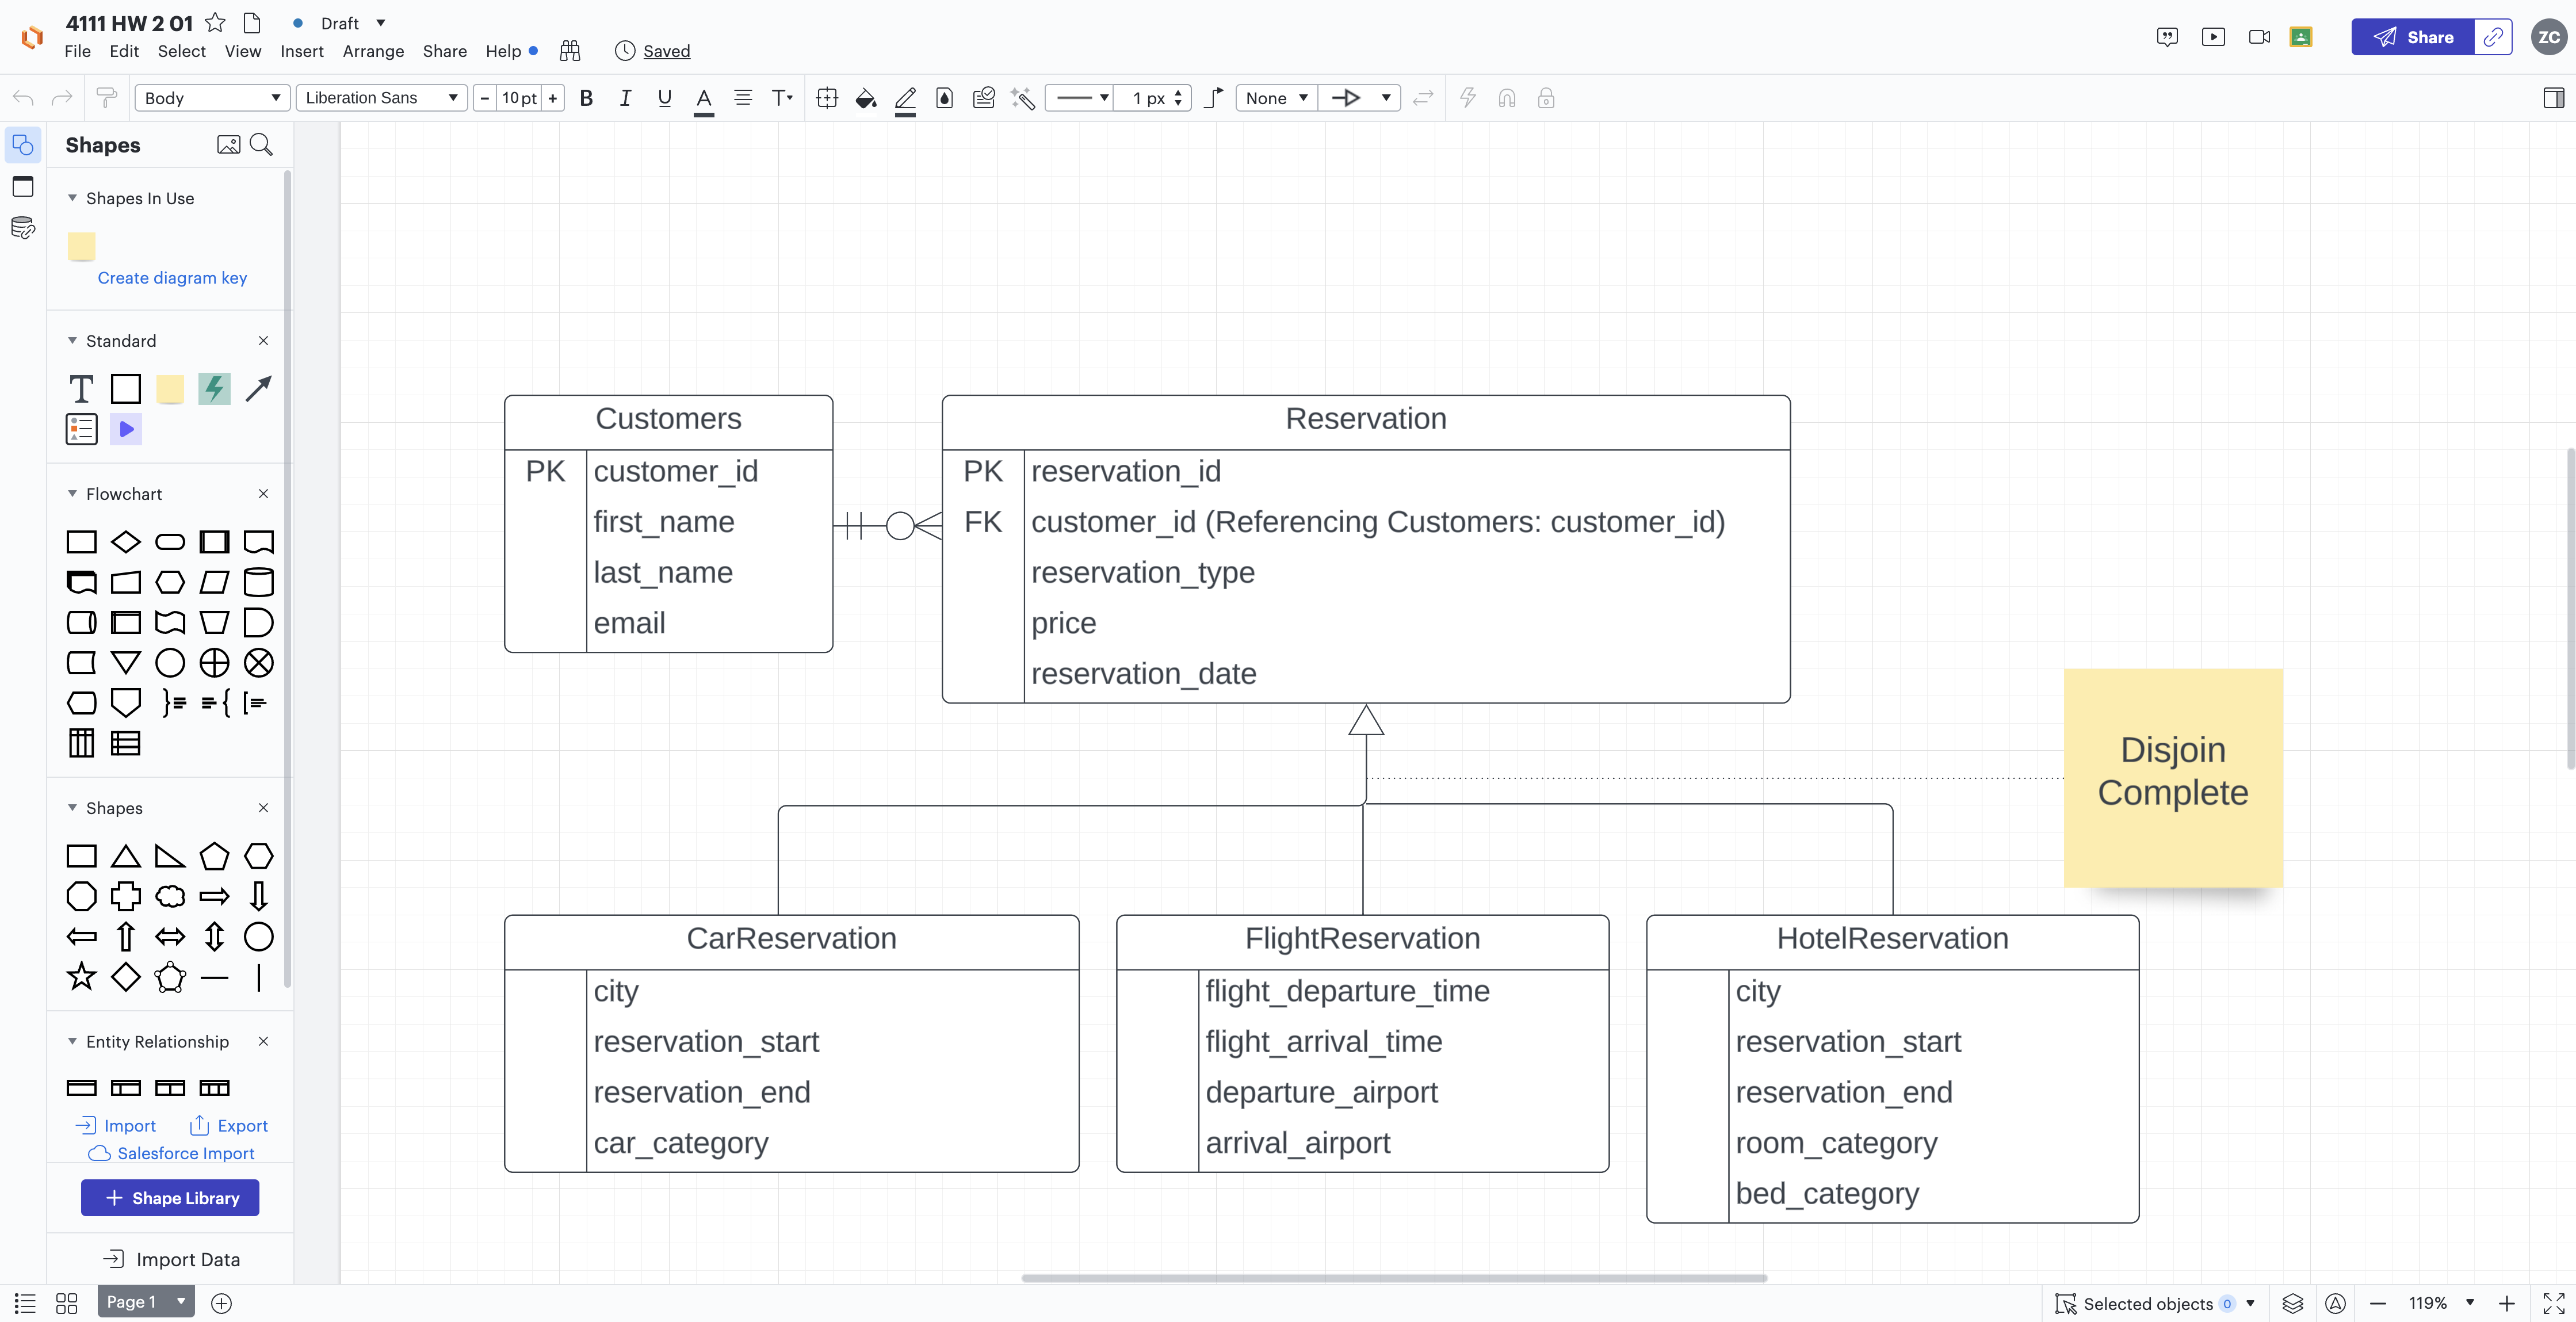 4111 HW 2 01
Draft
File Edit Select View Insert Arrange Share Help
Saved
Share
ZC
Body
Liberation Sans
- 10 pt +
B I U A T
1 px
None
Shapes
Shapes In Use
Create diagram key
Standard
T
Flowchart
Shapes
Entity Relationship
Import Export
Salesforce Import
+ Shape Library
Import Data
Customers
PK customer_id
first_name
last_name
email
Reservation
PK reservation_id
FK customer_id (Referencing Customers: customer_id)
reservation_type
price
reservation_date
Disjoin
Complete
CarReservation
city
reservation_start
reservation_end
car_category
FlightReservation
flight_departure_time
flight_arrival_time
departure_airport
arrival_airport
HotelReservation
city
reservation_start
reservation_end
room_category
bed_category
Page 1
Selected objects 0
119%